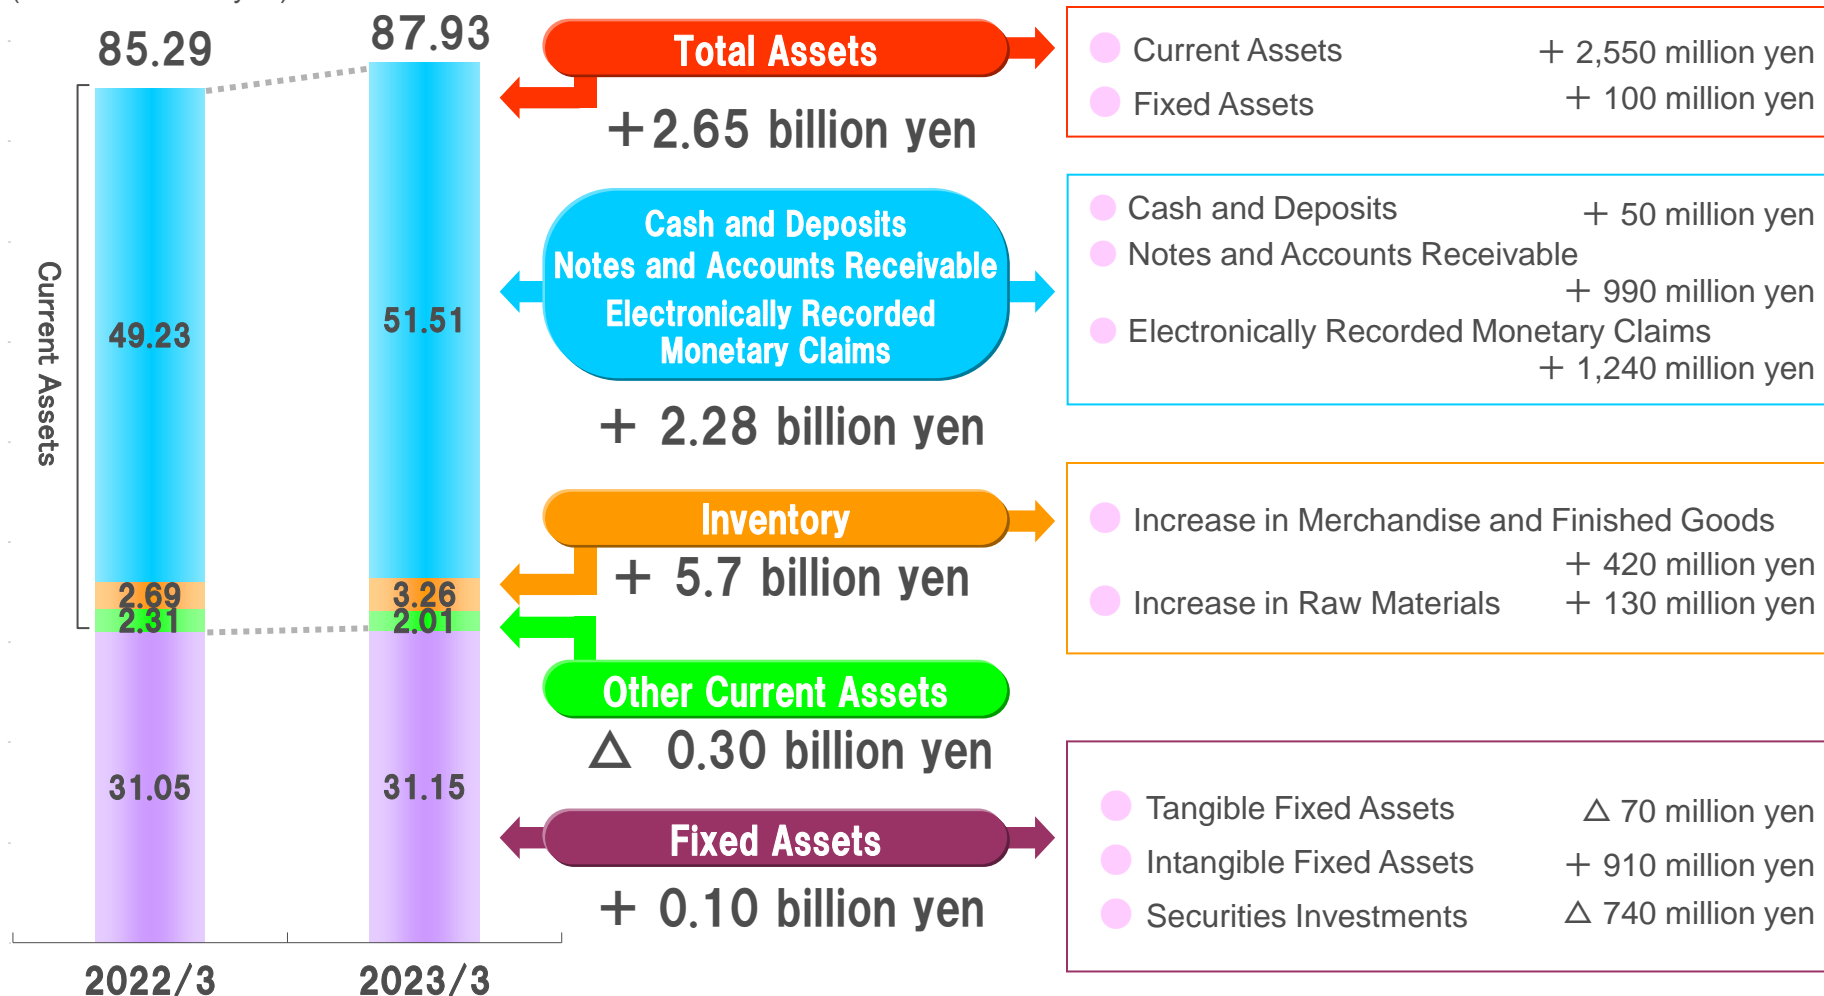 85.29
87.93
Current Assets
49.23
51.51
2.69
3.26
2.31
2.01
31.05
31.15
2022/3
2023/3
Total Assets
+2.65 billion yen
Cash and Deposits
Notes and Accounts Receivable
Electronically Recorded
Monetary Claims
+ 2.28 billion yen
Inventory
+ 5.7 billion yen
Other Current Assets
△ 0.30 billion yen
Fixed Assets
+ 0.10 billion yen
Current Assets + 2,550 million yen
Fixed Assets + 100 million yen
Cash and Deposits + 50 million yen
Notes and Accounts Receivable
+ 990 million yen
Electronically Recorded Monetary Claims
+ 1,240 million yen
Increase in Merchandise and Finished Goods
+ 420 million yen
Increase in Raw Materials + 130 million yen
Tangible Fixed Assets △ 70 million yen
Intangible Fixed Assets + 910 million yen
Securities Investments △ 740 million yen